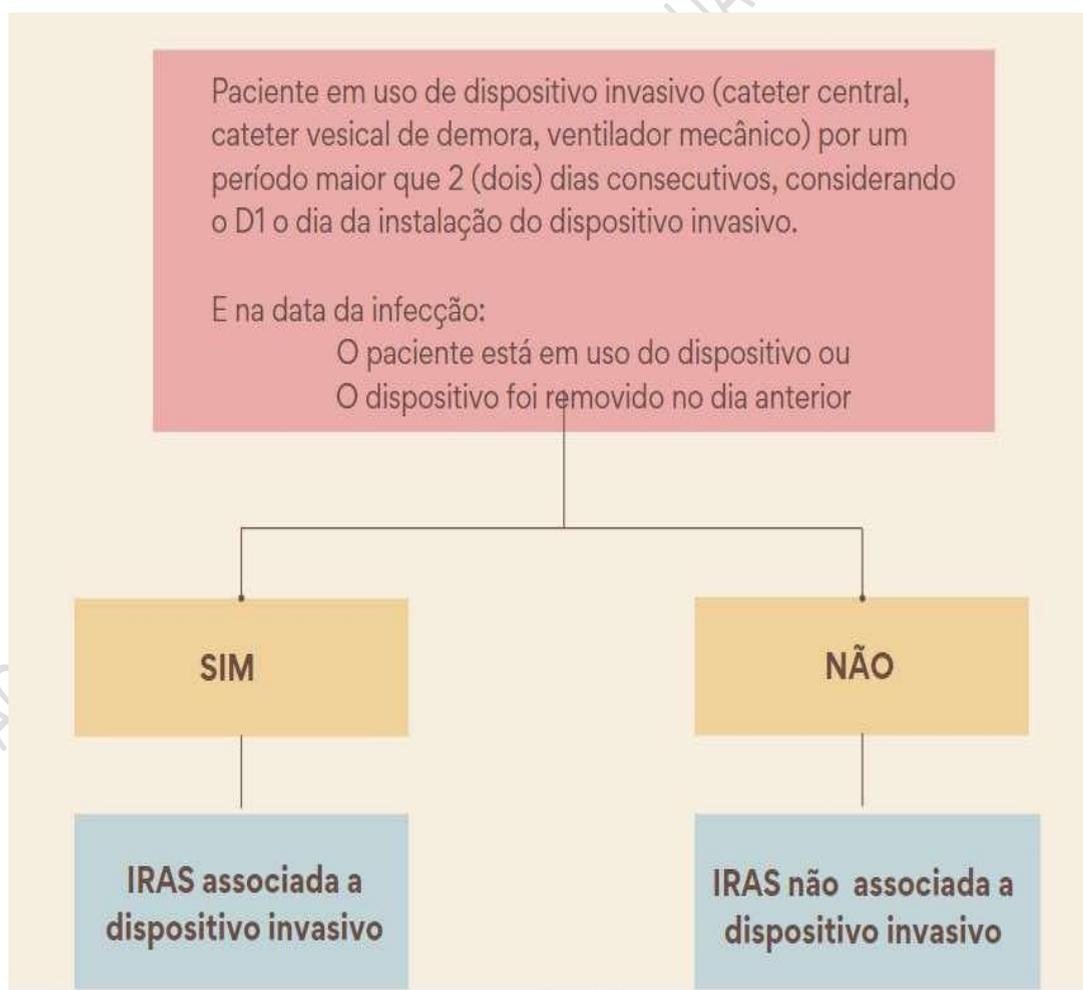 Paciente em uso de dispositivo invasivo (cateter central,
cateter vesical de demora, ventilador mecânico) por um
período maior que 2 (dois) dias consecutivos, considerando
o D1 o dia da instalação do dispositivo invasivo.
E na data da infecção:
O paciente está em uso do dispositivo ou
O dispositivo foi removido no dia anterior
SIM
NÃO
IRAS associada a
dispositivo invasivo
IRAS não associada a
dispositivo invasivo